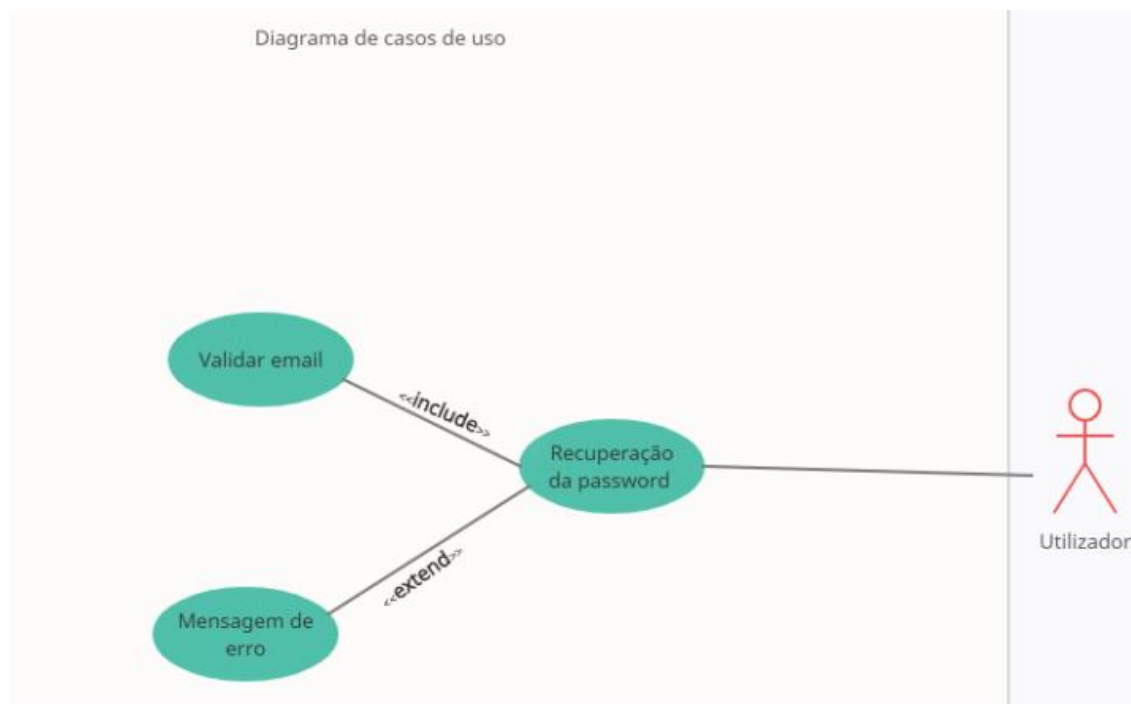 Diagrama de casos de uso
Validar email
<<include>>
Recuperação
da password
<<extend>>
Mensagem de
erro
Utilizador